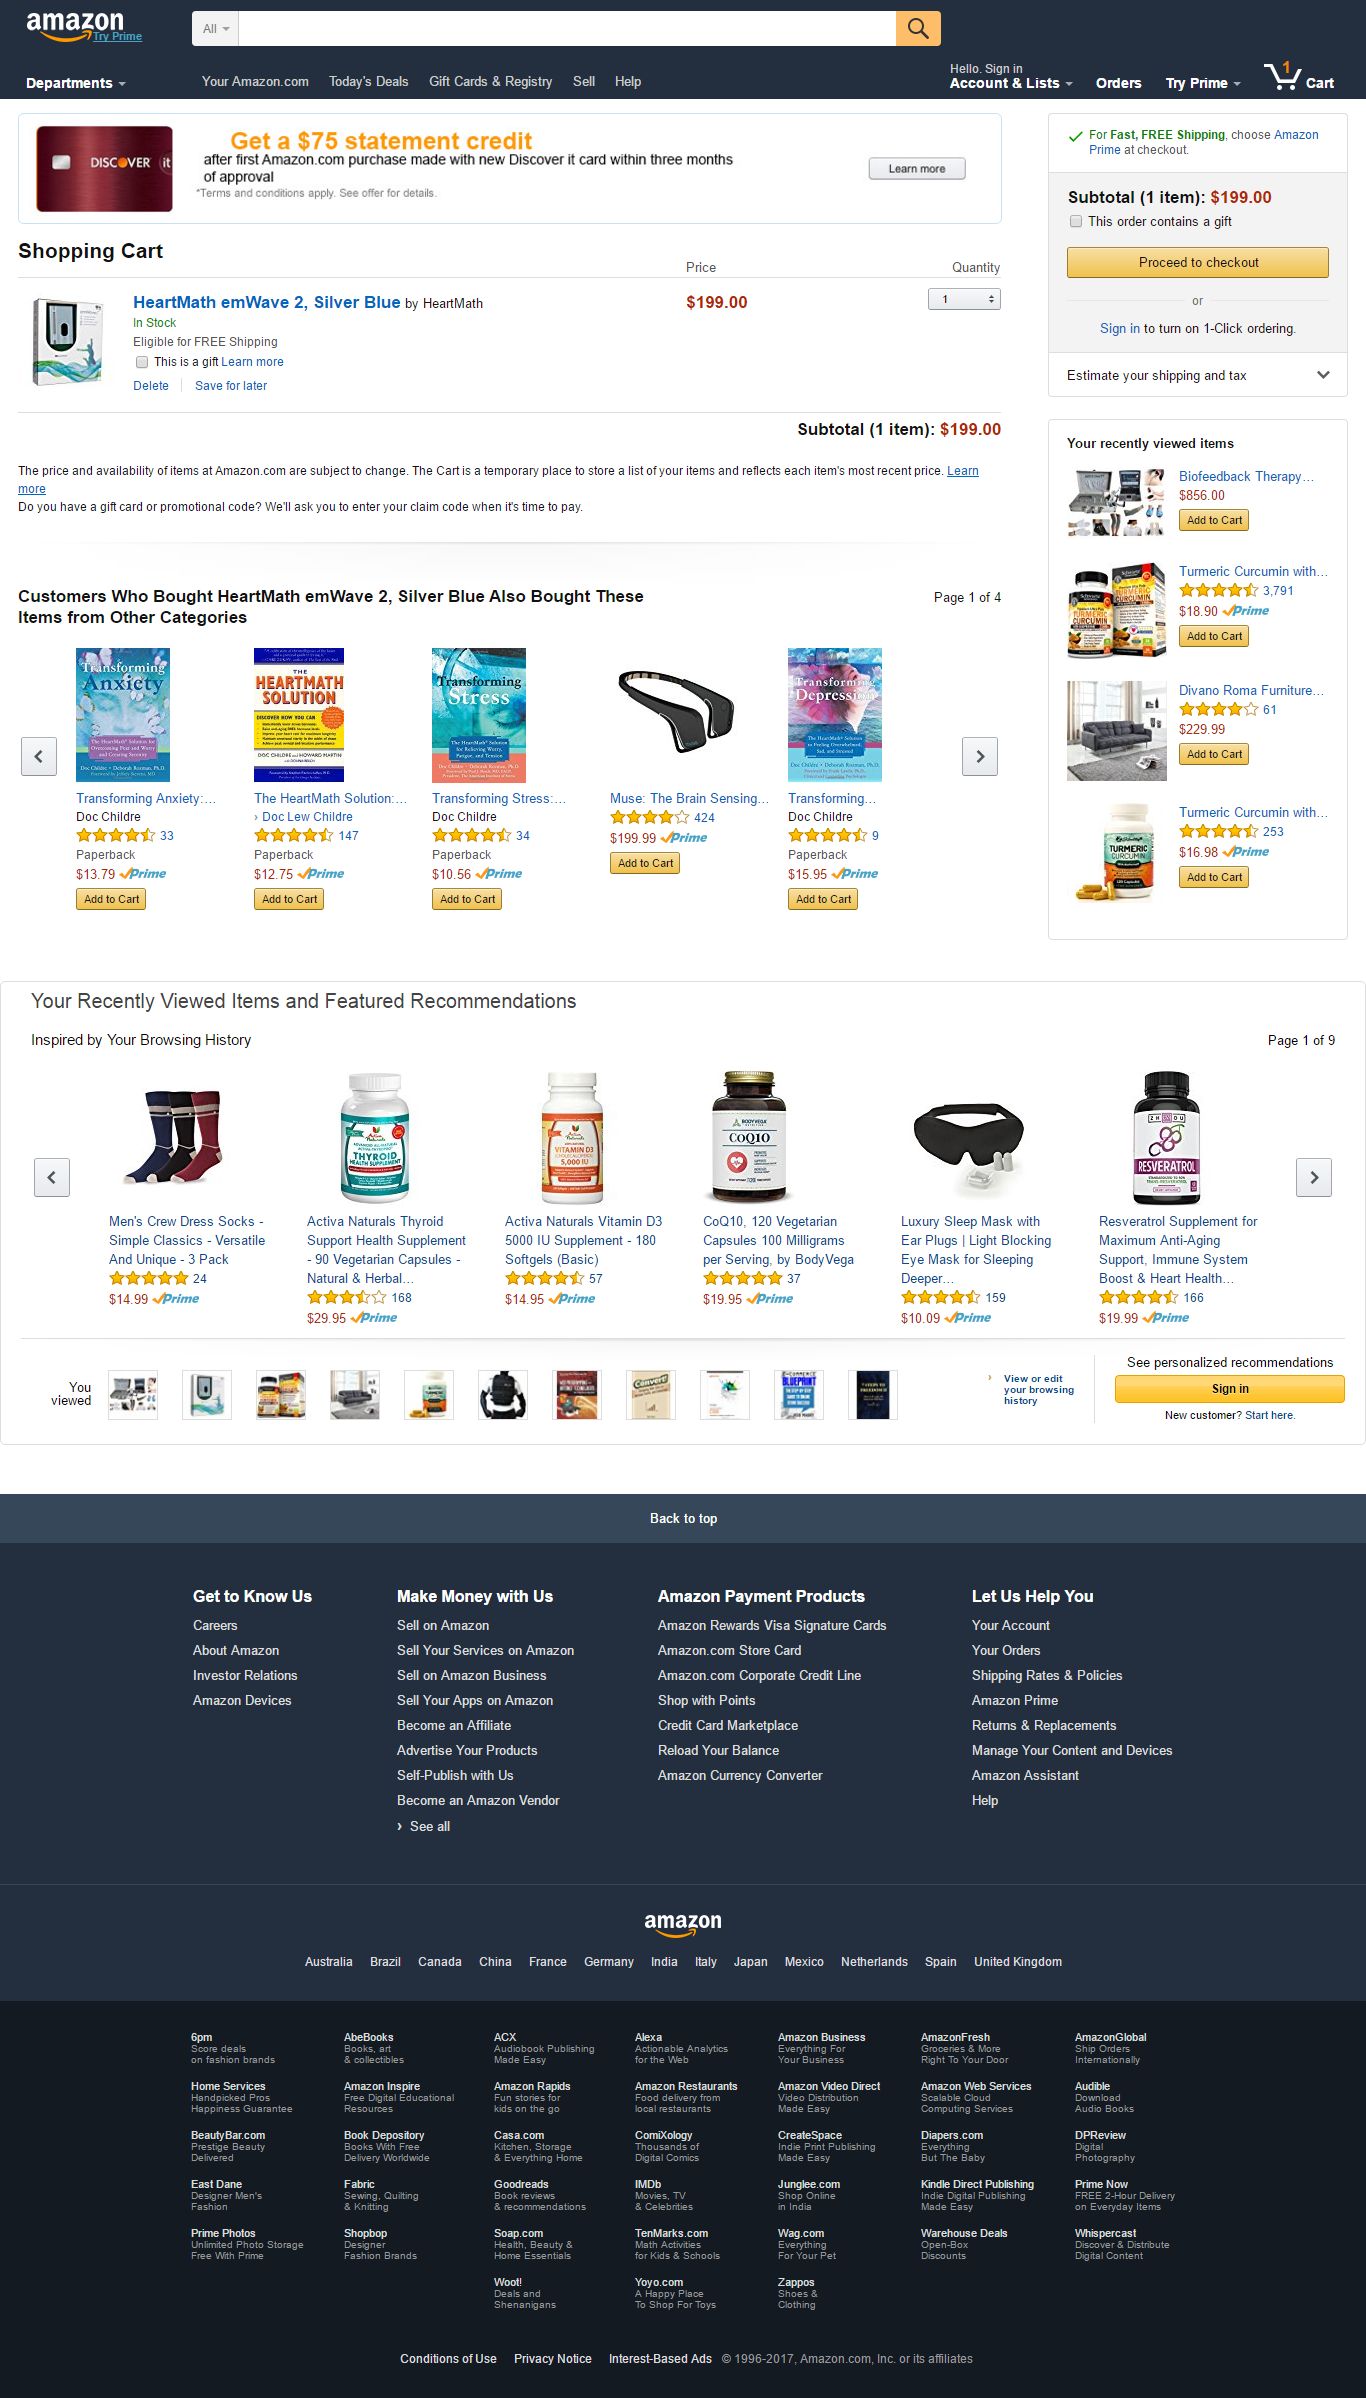 amazon
Try Prime
All
Departments
Your Amazon.com Today's Deals Gift Cards & Registry Sell Help
Hello. Sign in
Account & Lists Orders Try Prime 1 Cart
DISCOVER it
Get a $75 statement credit
after first Amazon.com purchase made with new Discover it card within three months
of approval
*Terms and conditions apply. See offer for details.
Learn more
For Fast, FREE Shipping, choose Amazon
Prime at checkout.
Subtotal (1 item): $199.00
This order contains a gift
Proceed to checkout
or
Sign in to turn on 1-Click ordering.
Estimate your shipping and tax
Shopping Cart
Price Quantity
HeartMath emWave 2, Silver Blue by HeartMath $199.00 1
In Stock
Eligible for FREE Shipping
This is a gift Learn more
Delete Save for later
Subtotal (1 item): $199.00
The price and availability of items at Amazon.com are subject to change. The Cart is a temporary place to store a list of your items and reflects each item's most recent price. Learn
more
Do you have a gift card or promotional code? We'll ask you to enter your claim code when it's time to pay.
Your recently viewed items
Biofeedback Therapy...
$856.00
Add to Cart
Turmeric Curcumin with...
3,791
$18.90 Prime
Add to Cart
Divano Roma Furniture...
61
$229.99
Add to Cart
Turmeric Curcumin with...
253
$16.98 Prime
Add to Cart
Customers Who Bought HeartMath emWave 2, Silver Blue Also Bought These
Items from Other Categories
Page 1 of 4
Transforming Anxiety:...
Doc Childre
33
Paperback
$13.79 Prime
Add to Cart
The HeartMath Solution:...
› Doc Lew Childre
147
Paperback
$12.75 Prime
Add to Cart
Transforming Stress:...
Doc Childre
34
Paperback
$10.56 Prime
Add to Cart
Muse: The Brain Sensing...
424
$199.99 Prime
Add to Cart
Transforming...
Doc Childre
9
Paperback
$15.95 Prime
Add to Cart
Your Recently Viewed Items and Featured Recommendations
Inspired by Your Browsing History
Page 1 of 9
Men's Crew Dress Socks -
Simple Classics - Versatile
And Unique - 3 Pack
24
$14.99 Prime
Activa Naturals Thyroid
Support Health Supplement
- 90 Vegetarian Capsules -
Natural & Herbal...
168
$29.95 Prime
Activa Naturals Vitamin D3
5000 IU Supplement - 180
Softgels (Basic)
57
$14.95 Prime
CoQ10, 120 Vegetarian
Capsules 100 Milligrams
per Serving, by BodyVega
37
$19.95 Prime
Luxury Sleep Mask with
Ear Plugs | Light Blocking
Eye Mask for Sleeping
Deeper...
159
$10.09 Prime
Resveratrol Supplement for
Maximum Anti-Aging
Support, Immune System
Boost & Heart Health...
166
$19.99 Prime
You
viewed
› View or edit
your browsing
history
See personalized recommendations
Sign in
New customer? Start here.
Back to top
Get to Know Us
Careers
About Amazon
Investor Relations
Amazon Devices
Make Money with Us
Sell on Amazon
Sell Your Services on Amazon
Sell on Amazon Business
Sell Your Apps on Amazon
Become an Affiliate
Advertise Your Products
Self-Publish with Us
Become an Amazon Vendor
› See all
Amazon Payment Products
Amazon Rewards Visa Signature Cards
Amazon.com Store Card
Amazon.com Corporate Credit Line
Shop with Points
Credit Card Marketplace
Reload Your Balance
Amazon Currency Converter
Let Us Help You
Your Account
Your Orders
Shipping Rates & Policies
Amazon Prime
Returns & Replacements
Manage Your Content and Devices
Amazon Assistant
Help
amazon
Australia Brazil Canada China France Germany India Italy Japan Mexico Netherlands Spain United Kingdom
6pm AbeBooks ACX Alexa Amazon Business AmazonFresh AmazonGlobal
Score deals Books, art Audiobook Publishing Actionable Analytics Everything For Groceries & More Ship Orders
on fashion brands & collectibles Made Easy for the Web Your Business Right To Your Door Internationally
Home Services Amazon Inspire Amazon Rapids Amazon Restaurants Amazon Video Direct Amazon Web Services Audible
Handpicked Pros Free Digital Educational Fun stories for Food delivery from Video Distribution Scalable Cloud Download
Happiness Guarantee Resources kids on the go local restaurants Made Easy Computing Services Audio Books
BeautyBar.com Book Depository Casa.com ComiXology CreateSpace Diapers.com DPReview
Prestige Beauty Books With Free Kitchen, Storage Thousands of Indie Print Publishing Everything Digital
Delivered Delivery Worldwide & Everything Home Digital Comics Made Easy But The Baby Photography
East Dane Fabric Goodreads IMDb Junglee.com Kindle Direct Publishing Prime Now
Designer Men's Sewing, Quilting Book reviews Movies, TV Shop Online Indie Digital Publishing FREE 2-Hour Delivery
Fashion & Knitting & recommendations & Celebrities in India Made Easy on Everyday Items
Prime Photos Shopbop Soap.com TenMarks.com Wag.com Warehouse Deals Whispercast
Unlimited Photo Storage Designer Health, Beauty & Math Activities Everything Open-Box Discover & Distribute
Free With Prime Fashion Brands Home Essentials for Kids & Schools For Your Pet Discounts Digital Content
Woot! Yoyo.com Zappos
Deals and A Happy Place Shoes &
Shenanigans To Shop For Toys Clothing
Conditions of Use Privacy Notice Interest-Based Ads © 1996-2017, Amazon.com, Inc. or its affiliates